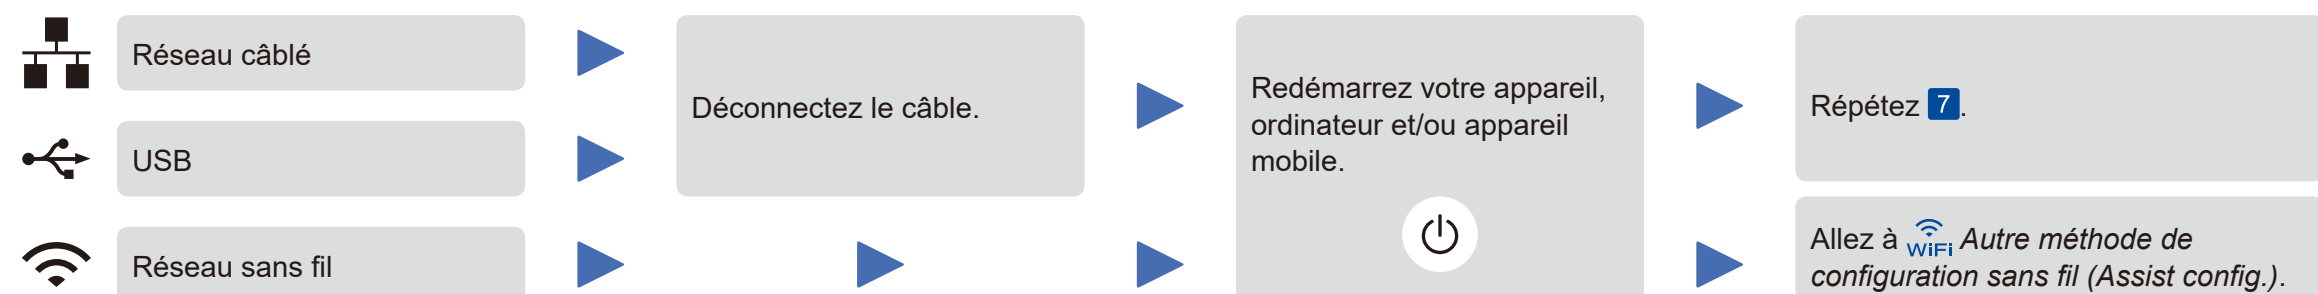 Réseau câblé
USB
Réseau sans fil
Déconnectez le câble.
Redémarrez votre appareil,
ordinateur et/ou appareil
mobile.
Répétez 7.
Allez à WiFi Autre méthode de
configuration sans fil (Assist config.).